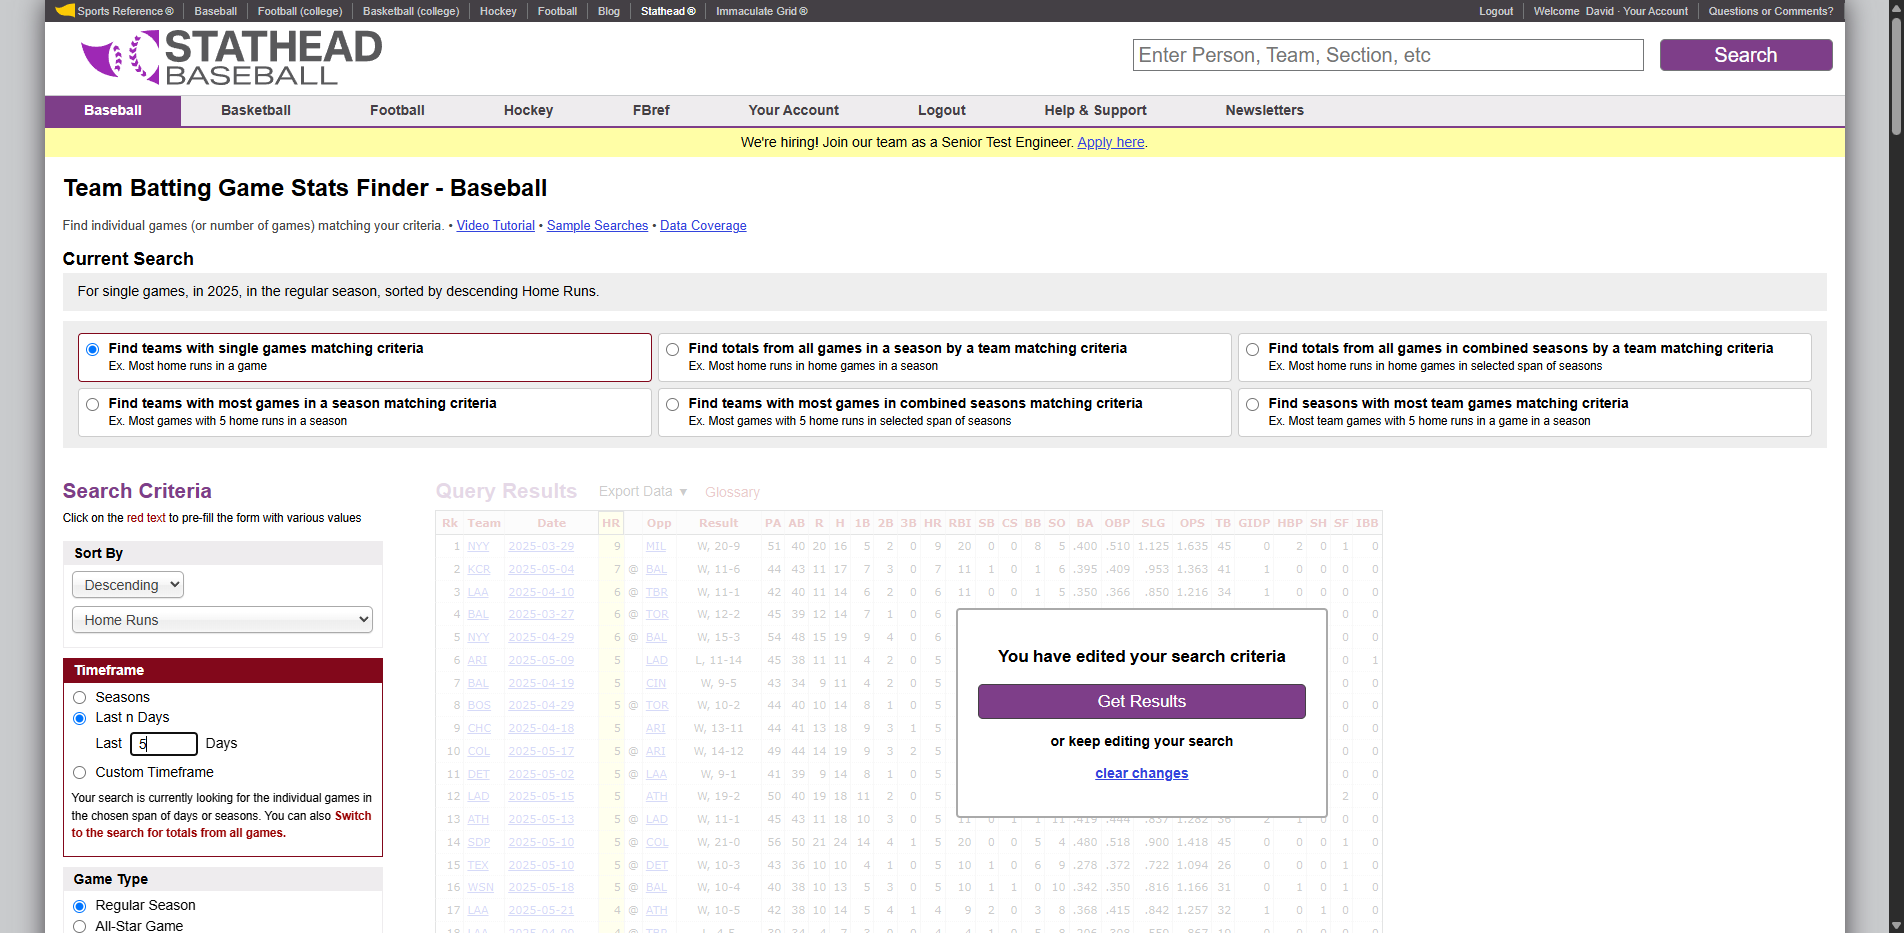 Sports Reference ® Baseball Football (college) Basketball (college) Hockey Football Blog Stathead ® Immaculate Grid ® Logout Welcome David · Your Account Questions or Comments?
STATHEAD
BASEBALL
Enter Person, Team, Section, etc Search
Baseball Basketball Football Hockey FBref Your Account Logout Help & Support Newsletters
We're hiring! Join our team as a Senior Test Engineer. Apply here.
Team Batting Game Stats Finder - Baseball
Find individual games (or number of games) matching your criteria. • Video Tutorial • Sample Searches • Data Coverage
Current Search
For single games, in 2025, in the regular season, sorted by descending Home Runs.
Find teams with single games matching criteria
Ex. Most home runs in a game
Find totals from all games in a season by a team matching criteria
Ex. Most home runs in home games in a season
Find totals from all games in combined seasons by a team matching criteria
Ex. Most home runs in home games in selected span of seasons
Find teams with most games in a season matching criteria
Ex. Most games with 5 home runs in a season
Find teams with most games in combined seasons matching criteria
Ex. Most games with 5 home runs in selected span of seasons
Find seasons with most team games matching criteria
Ex. Most team games with 5 home runs in a game in a season
Search Criteria
Click on the red text to pre-fill the form with various values
Sort By
Descending
Home Runs
Timeframe
Seasons
Last n Days
Last 5 Days
Custom Timeframe
Your search is currently looking for the individual games in
the chosen span of days or seasons. You can also Switch
to the search for totals from all games.
Game Type
Regular Season
All-Star Game
Query Results Export Data ▼ Glossary
Rk Team Date HR Opp Result PA AB R H 1B 2B 3B HR RBI SB CS BB SO BA OBP SLG OPS TB GIDP HBP SH SF IBB
1 NYY 2025-03-29 9 MIL W, 20-9 51 40 20 16 5 2 0 9 20 0 0 8 5 .400 .510 1.125 1.635 45 0 2 0 1 0
2 KCR 2025-05-04 7 @ BAL W, 11-6 44 43 11 17 7 3 0 7 11 1 0 1 6 .395 .409 .953 1.363 41 1 0 0 0 0
3 LAA 2025-04-10 6 @ TBR W, 11-1 42 40 11 14 6 2 0 6 11 0 0 1 5 .350 .366 .850 1.216 34 1 0 0 0 0
4 BAL 2025-03-27 6 @ TOR W, 12-2 45 39 12 14 7 1 0 6 0 0
5 NYY 2025-04-29 6 @ BAL W, 15-3 54 48 15 19 9 4 0 6 0 0
6 ARI 2025-05-09 5 LAD L, 11-14 45 38 11 11 4 2 0 5 0 1
7 BAL 2025-04-19 5 CIN W, 9-5 43 34 9 11 4 2 0 5 0 0
8 BOS 2025-04-29 5 @ TOR W, 10-2 44 40 10 14 8 1 0 5 0 0
9 CHC 2025-04-18 5 ARI W, 13-11 44 41 13 18 9 3 1 5 0 0
10 COL 2025-05-17 5 @ ARI W, 14-12 49 44 14 19 9 3 2 5 0 0
11 DET 2025-05-02 5 @ LAA W, 9-1 41 39 9 14 8 1 0 5 0 0
12 LAD 2025-05-15 5 ATH W, 19-2 50 40 19 18 11 2 0 5 2 0
13 ATH 2025-05-13 5 @ LAD W, 11-1 45 43 11 18 10 3 0 5 11 0 1 1 11 .419 .444 .837 1.282 36 2 1 0 0 0
14 SDP 2025-05-10 5 @ COL W, 21-0 56 50 21 24 14 4 1 5 20 0 0 5 4 .480 .518 .900 1.418 45 0 0 0 1 0
15 TEX 2025-05-10 5 @ DET W, 10-3 43 36 10 10 4 1 0 5 10 1 0 6 9 .278 .372 .722 1.094 26 0 0 0 1 0
16 WSN 2025-05-18 5 @ BAL W, 10-4 40 38 10 13 5 3 0 5 10 1 1 0 10 .342 .350 .816 1.166 31 0 1 0 1 0
17 LAA 2025-05-21 4 @ ATH W, 10-5 42 38 10 14 5 4 1 4 9 2 0 3 8 .368 .415 .842 1.257 32 1 0 1 0 0
You have edited your search criteria
Get Results
or keep editing your search
clear changes